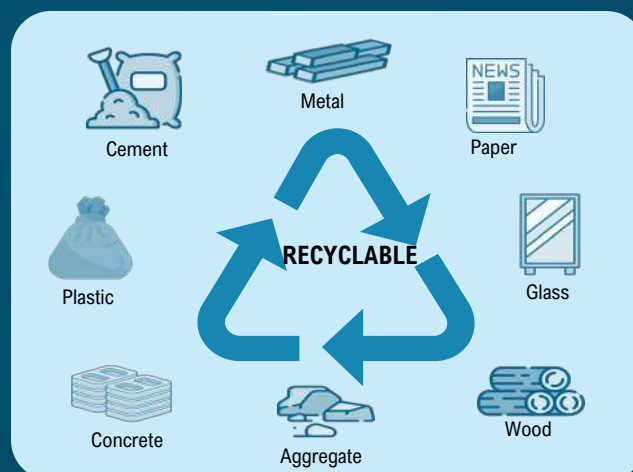 Metal
NEWS
Cement
Paper
RECYCLABLE
Plastic
Glass
Concrete
Wood
Aggregate